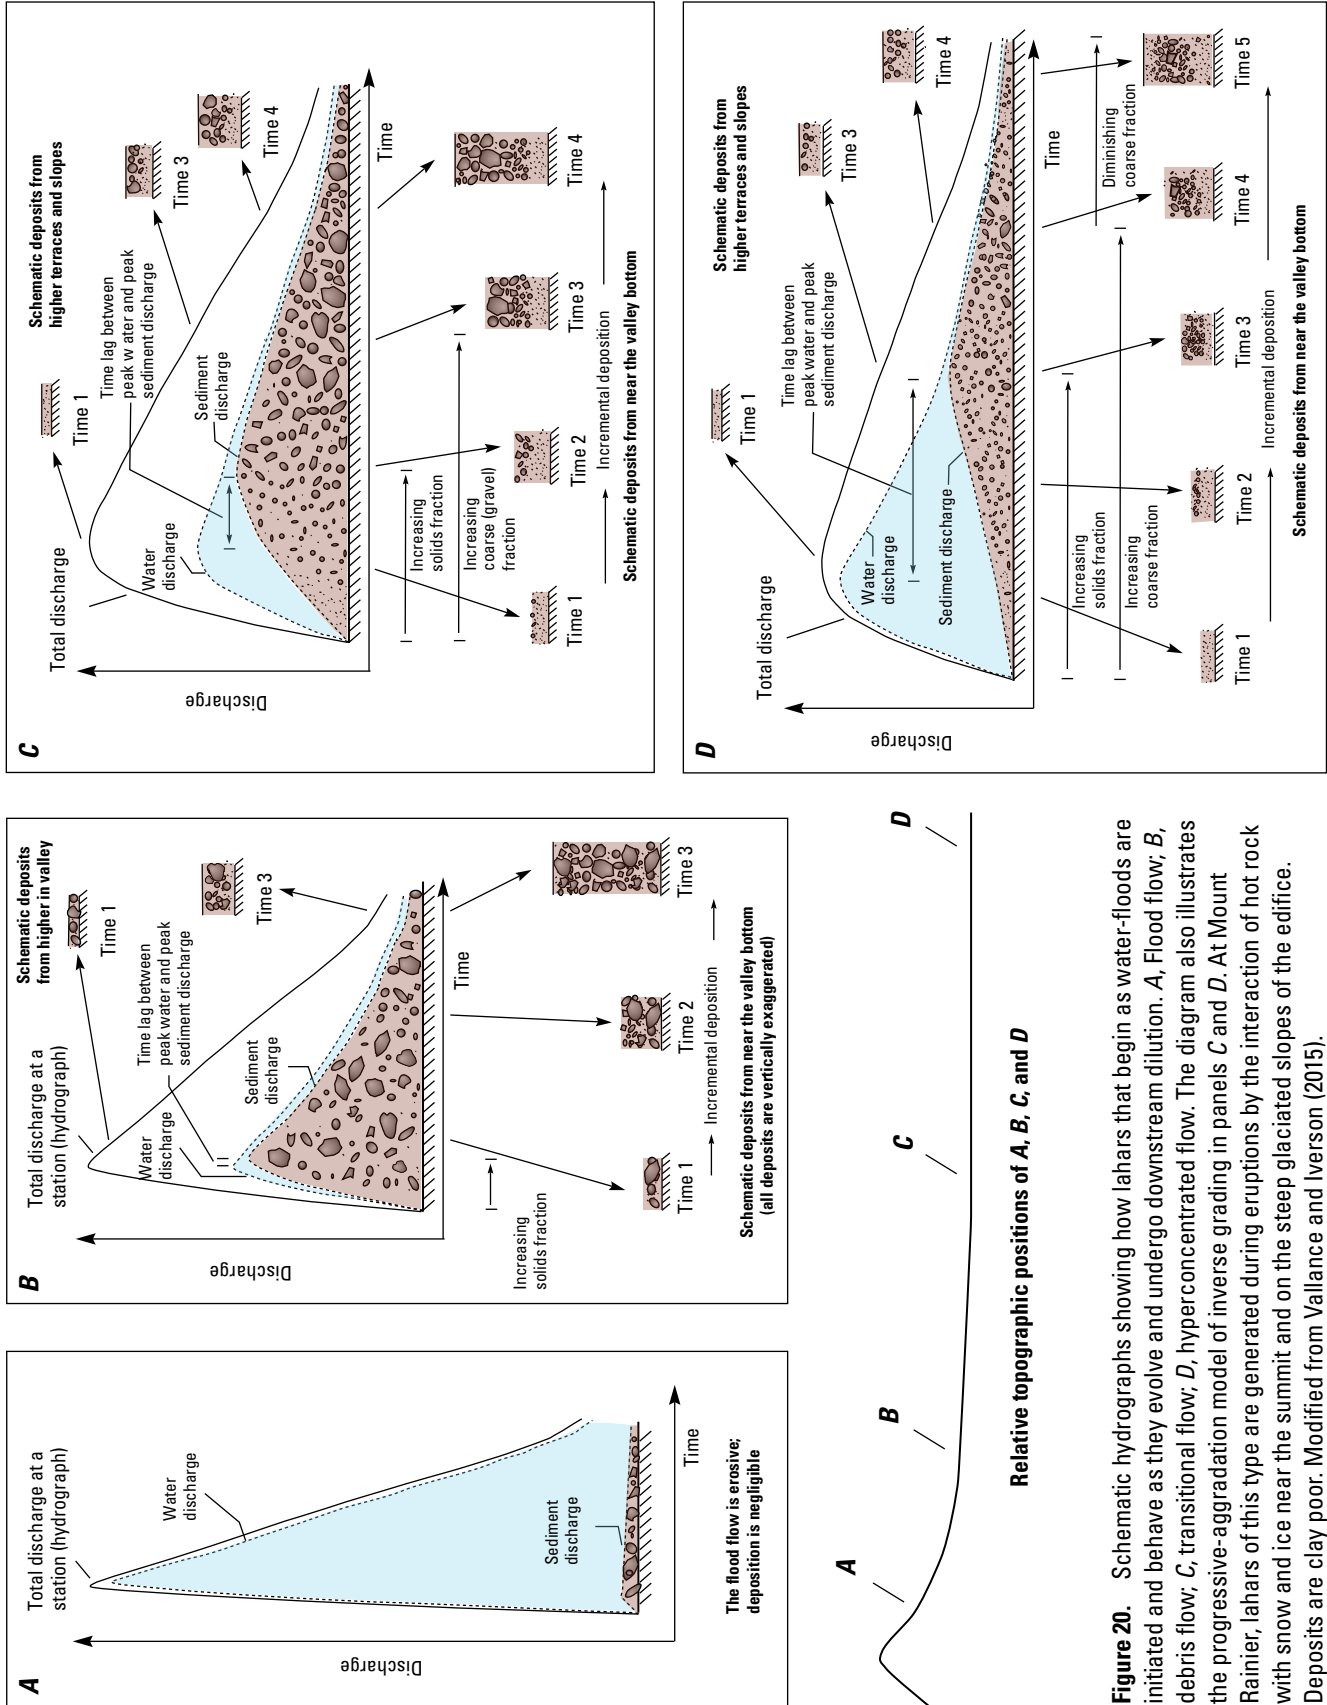 A
Total discharge at a
station (hydrograph)
Water
discharge
Sediment
discharge
Discharge
Time
The flood flow is erosive;
deposition is negligible
B
Total discharge at a
station (hydrograph)
Schematic deposits
from higher in valley
Time 1
Time 3
Time lag between
peak water and peak
sediment discharge
Water
discharge
Sediment
discharge
Discharge
Time
Increasing
solids fraction
Time 1
Time 2
Time 3
Incremental deposition
Schematic deposits from near the valley bottom
(all deposits are vertically exaggerated)
C
Total discharge
Schematic deposits from
higher terraces and slopes
Time 1
Time 3
Time 4
Time lag between
peak w ater and peak
sediment discharge
Water
discharge
Sediment
discharge
Discharge
Time
Increasing
solids fraction
Increasing
coarse (gravel)
fraction
Time 1
Time 2
Time 3
Time 4
Incremental deposition
Schematic deposits from near the valley bottom
D
Total discharge
Schematic deposits from
higher terraces and slopes
Time 1
Time 3
Time 4
Time lag between
peak water and peak
sediment discharge
Water
discharge
Sediment discharge
Discharge
Time
Increasing
solids fraction
Increasing
coarse fraction
Diminishing
coarse fraction
Time 1
Time 2
Time 3
Time 4
Time 5
Incremental deposition
Schematic deposits from near the valley bottom
A
B
C
D
Relative topographic positions of A, B, C, and D
Figure 20. Schematic hydrographs showing how lahars that begin as water-floods are
initiated and behave as they evolve and undergo downstream dilution. A, Flood flow; B,
debris flow; C, transitional flow; D, hyperconcentrated flow. The diagram also illustrates
the progressive-aggradation model of inverse grading in panels C and D. At Mount
Rainier, lahars of this type are generated during eruptions by the interaction of hot rock
with snow and ice near the summit and on the steep glaciated slopes of the edifice.
Deposits are clay poor. Modified from Vallance and Iverson (2015).